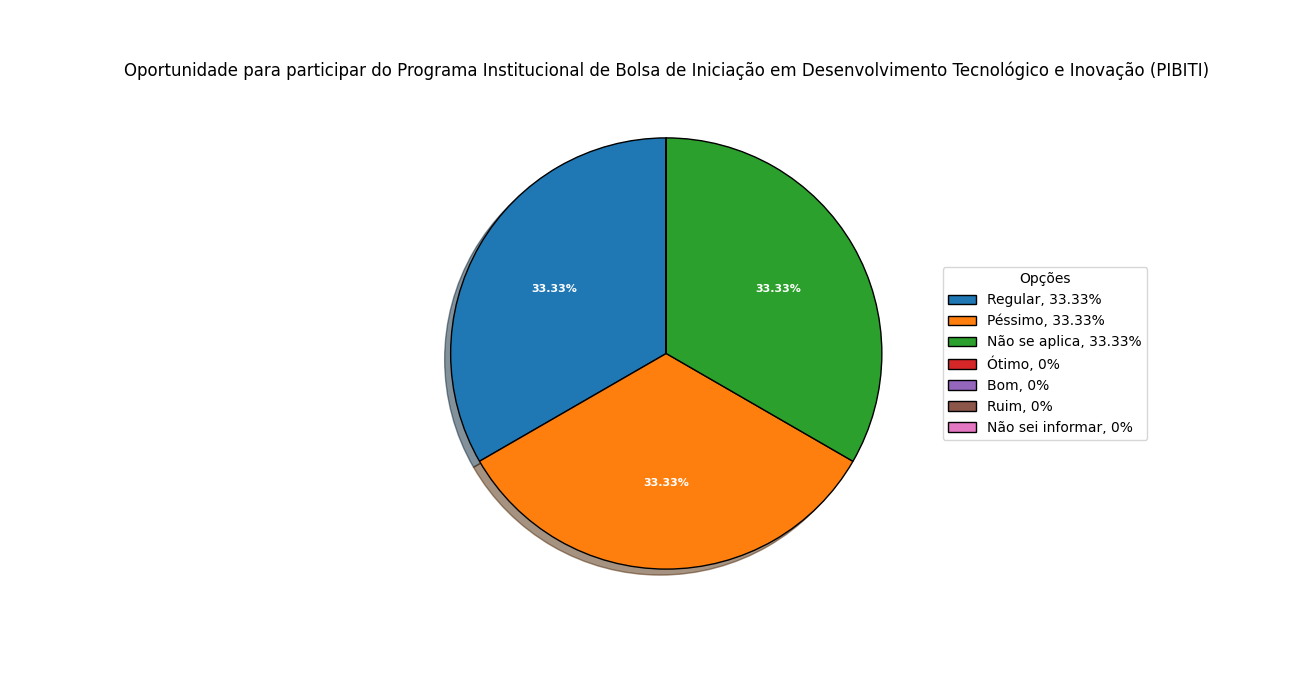 Oportunidade para participar do Programa Institucional de Bolsa de Iniciação em Desenvolvimento Tecnológico e Inovação (PIBITI)
33.33%
33.33%
33.33%
Opções
Regular, 33.33%
Péssimo, 33.33%
Não se aplica, 33.33%
Ótimo, 0%
Bom, 0%
Ruim, 0%
Não sei informar, 0%